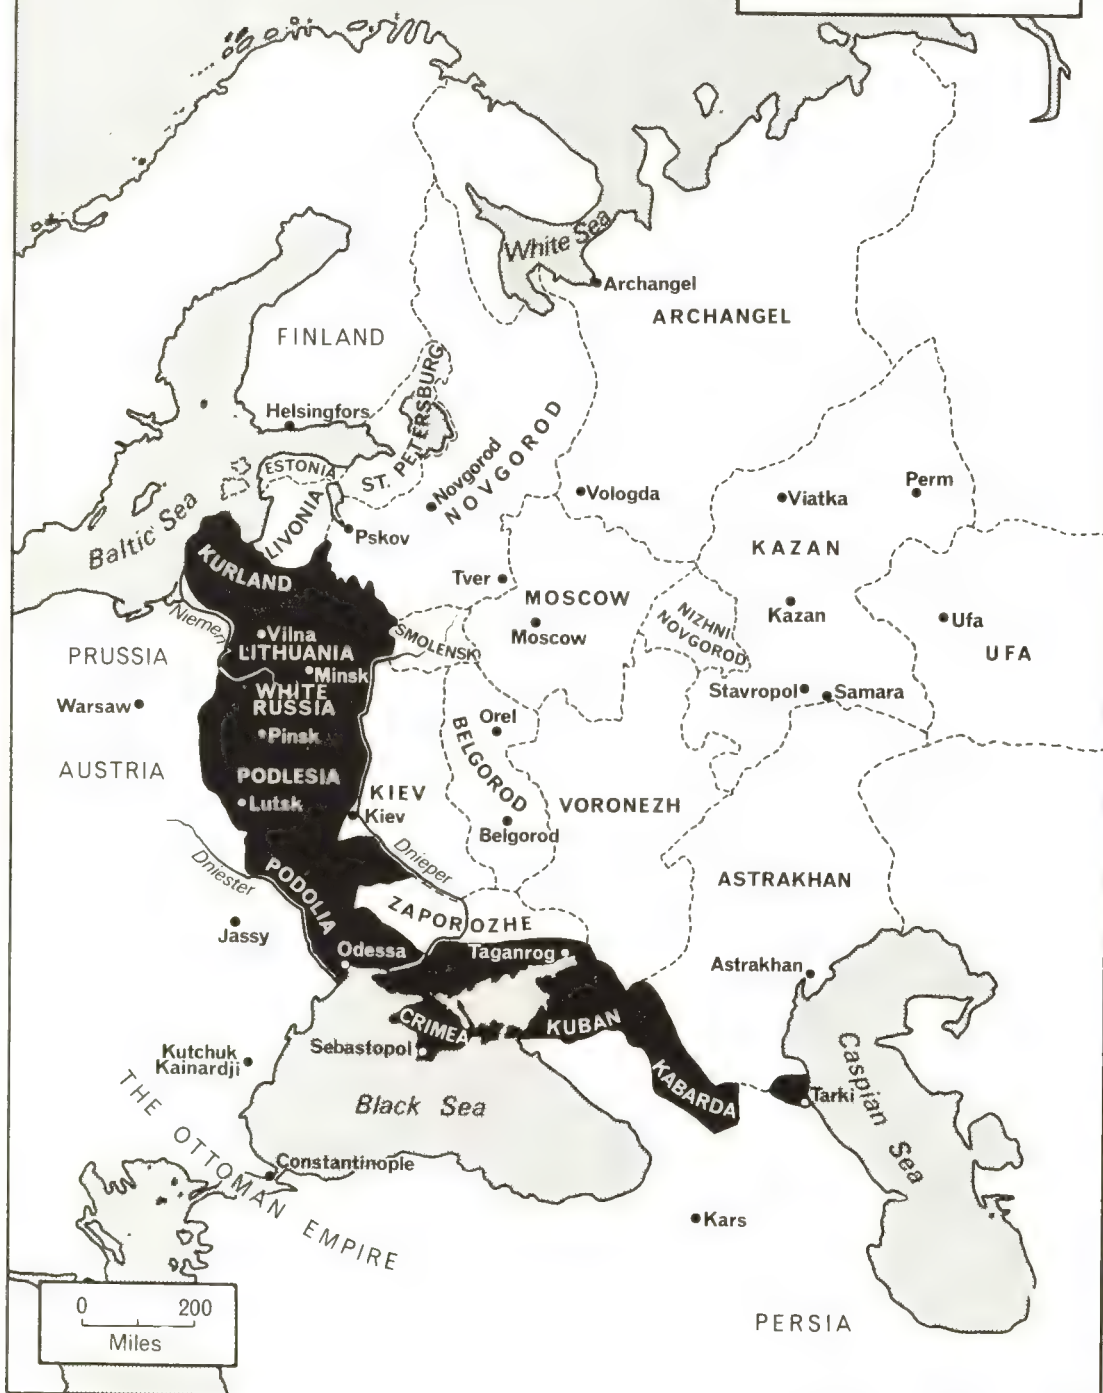 White Sea
Archangel
ARCHANGEL
FINLAND
ST. PETERSBURG
Helsingfors
ESTONIA
Novgorod
NOVGOROD
LIVONIA
Vologda
Viatka
Perm
Baltic Sea
Pskov
KURLAND
KAZAN
Tver
MOSCOW
Kazan
Niemen
Vilna
SMOLENSK
Moscow
NIZHNI
NOVGOROD
Ufa
PRUSSIA
LITHUANIA
UFA
Minsk
WHITE
RUSSIA
Stavropol
Samara
Warsaw
Orel
Pinsk
BELGOROD
AUSTRIA
PODLESIA
KIEV
Lutsk
VORONEZH
Kiev
Belgorod
Dnieper
Dniester
PODOLIA
ASTRAKHAN
ZAPOROZHE
Jassy
Odessa
Taganrog
Astrakhan
CRIMEA
KUBAN
Sebastopol
Kutchuk
Kainardji
Caspian Sea
KABARDA
Tarki
Black Sea
THE OTTOMAN EMPIRE
Constantinople
Kars
0 200
Miles
PERSIA